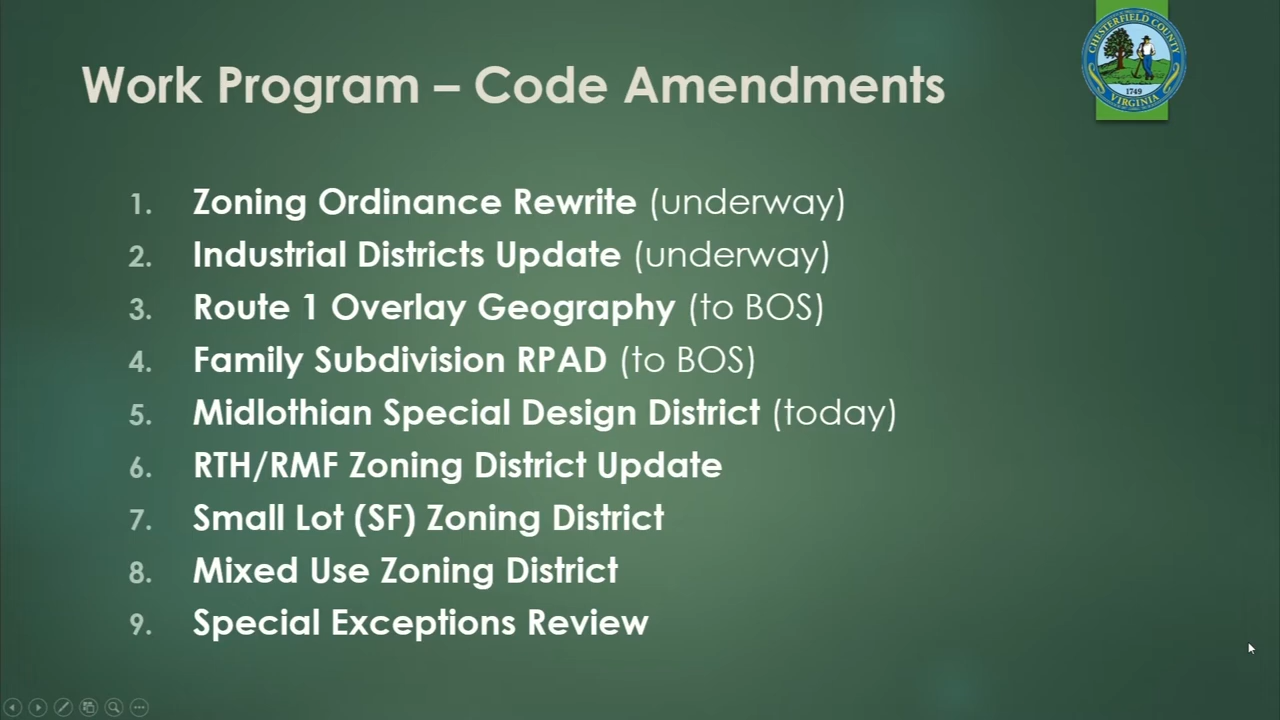 Work Program – Code Amendments
CHESTERFIELD COUNTY
1749
VIRGINIA
1. Zoning Ordinance Rewrite (underway)
2. Industrial Districts Update (underway)
3. Route 1 Overlay Geography (to BOS)
4. Family Subdivision RPAD (to BOS)
5. Midlothian Special Design District (today)
6. RTH/RMF Zoning District Update
7. Small Lot (SF) Zoning District
8. Mixed Use Zoning District
9. Special Exceptions Review